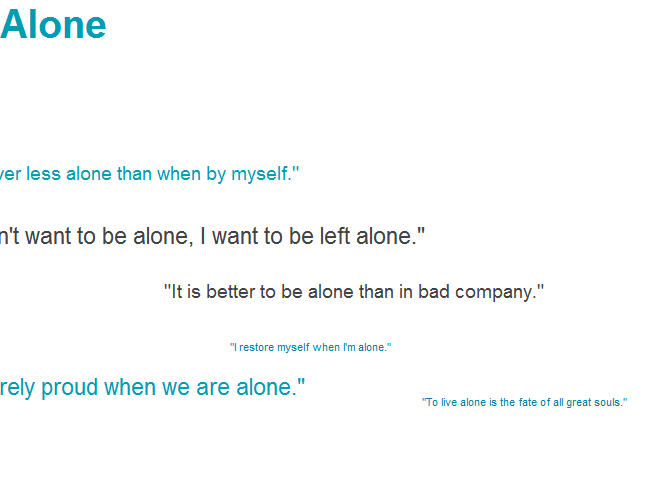 Alone
ver less alone than when by myself."
n't want to be alone, I want to be left alone."
"It is better to be alone than in bad company."
"I restore myself when I'm alone."
rely proud when we are alone."
"To live alone is the fate of all great souls."